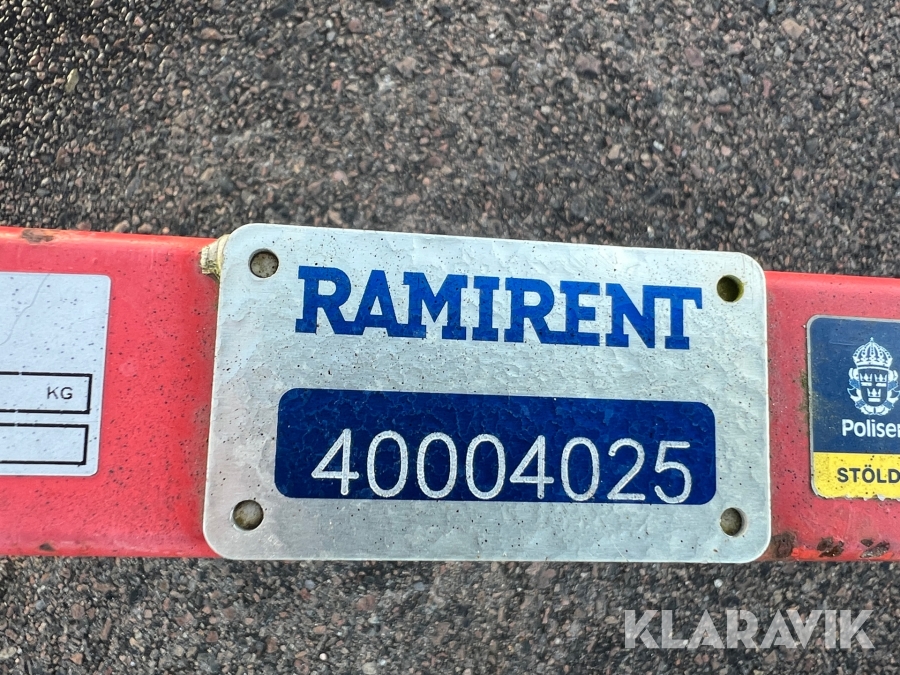 RAMIRENT
40004025
KG
Polisen
STÖLD
KLARAVIK